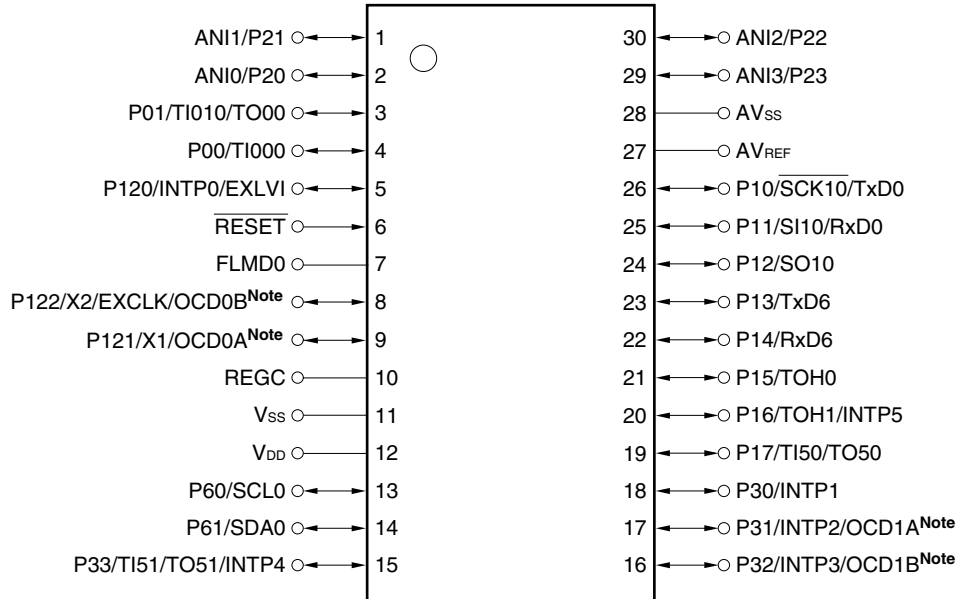 ANI1/P21 1 30 ANI2/P22
ANI0/P20 2 29 ANI3/P23
P01/TI010/TO00 3 28 AVSS
P00/TI000 4 27 AVREF
P120/INTP0/EXLVI 5 26 P10/SCK10/TxD0
RESET 6 25 P11/SI10/RxD0
FLMD0 7 24 P12/SO10
P122/X2/EXCLK/OCD0BNote 8 23 P13/TxD6
P121/X1/OCD0ANote 9 22 P14/RxD6
REGC 10 21 P15/TOH0
VSS 11 20 P16/TOH1/INTP5
VDD 12 19 P17/TI50/TO50
P60/SCL0 13 18 P30/INTP1
P61/SDA0 14 17 P31/INTP2/OCD1ANote
P33/TI51/TO51/INTP4 15 16 P32/INTP3/OCD1BNote